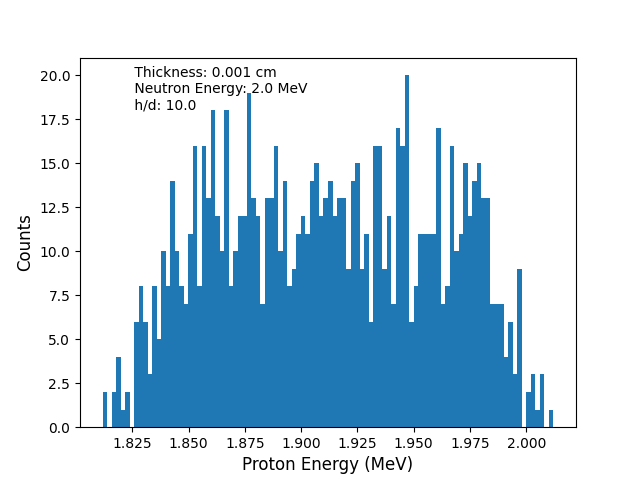 Thickness: 0.001 cm
Neutron Energy: 2.0 MeV
h/d: 10.0
20.0
17.5
15.0
12.5
10.0
7.5
5.0
2.5
0.0
Counts
1.825 1.850 1.875 1.900 1.925 1.950 1.975 2.000
Proton Energy (MeV)